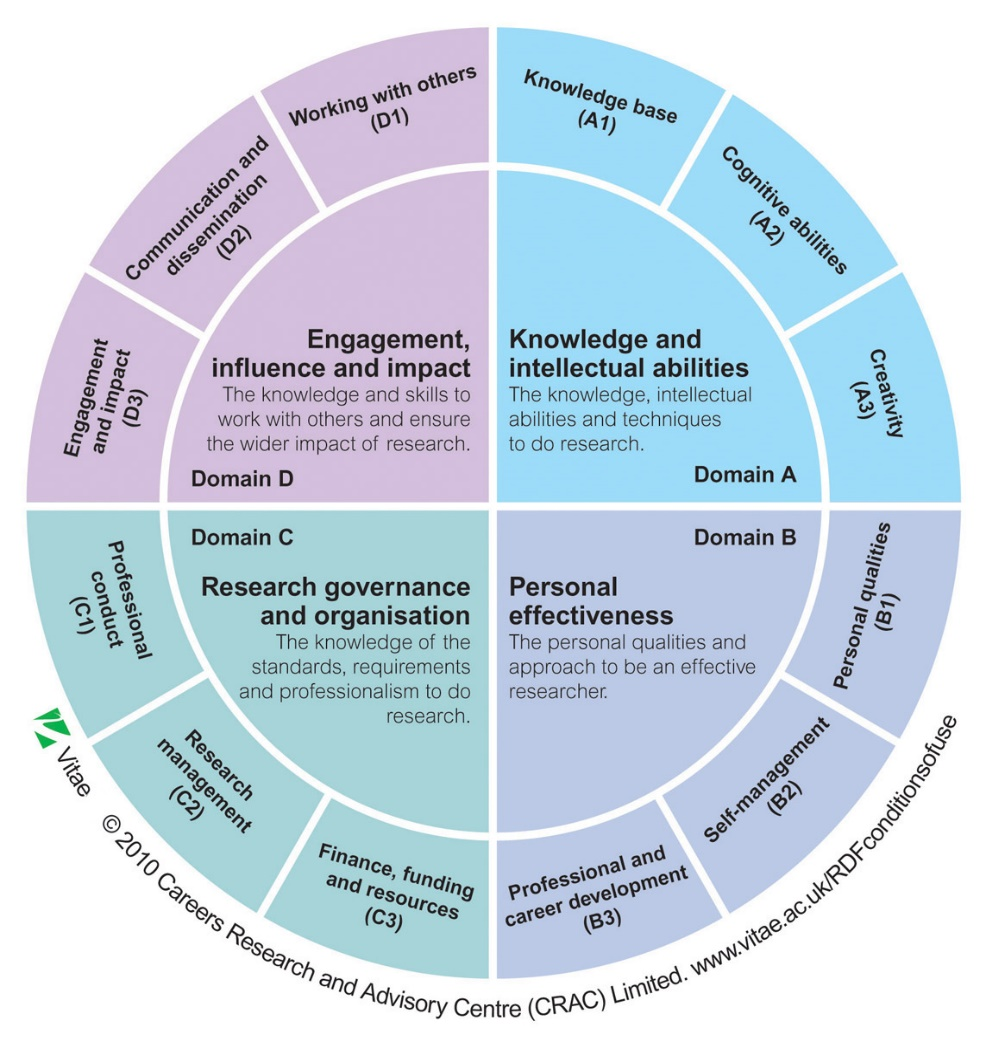 Knowledge base
(A1)
Cognitive abilities
(A2)
Creativity
(A3)
Knowledge and
intellectual abilities
The knowledge, intellectual
abilities and techniques
to do research.
Domain A
Domain B
Personal
effectiveness
The personal qualities and
approach to be an effective
researcher.
Personal qualities
(B1)
Self-management
(B2)
Professional and
career development
(B3)
Domain C
Research governance
and organisation
The knowledge of the
standards, requirements
and professionalism to do
research.
Professional
conduct
(C1)
Research
management
(C2)
Finance, funding
and resources
(C3)
Engagement,
influence and impact
The knowledge and skills to
work with others and ensure
the wider impact of research.
Domain D
Working with others
(D1)
Communication and
dissemination
(D2)
Engagement
and impact
(D3)
Vitae © 2010 Careers Research and Advisory Centre (CRAC) Limited. www.vitae.ac.uk/RDFconditionsofuse